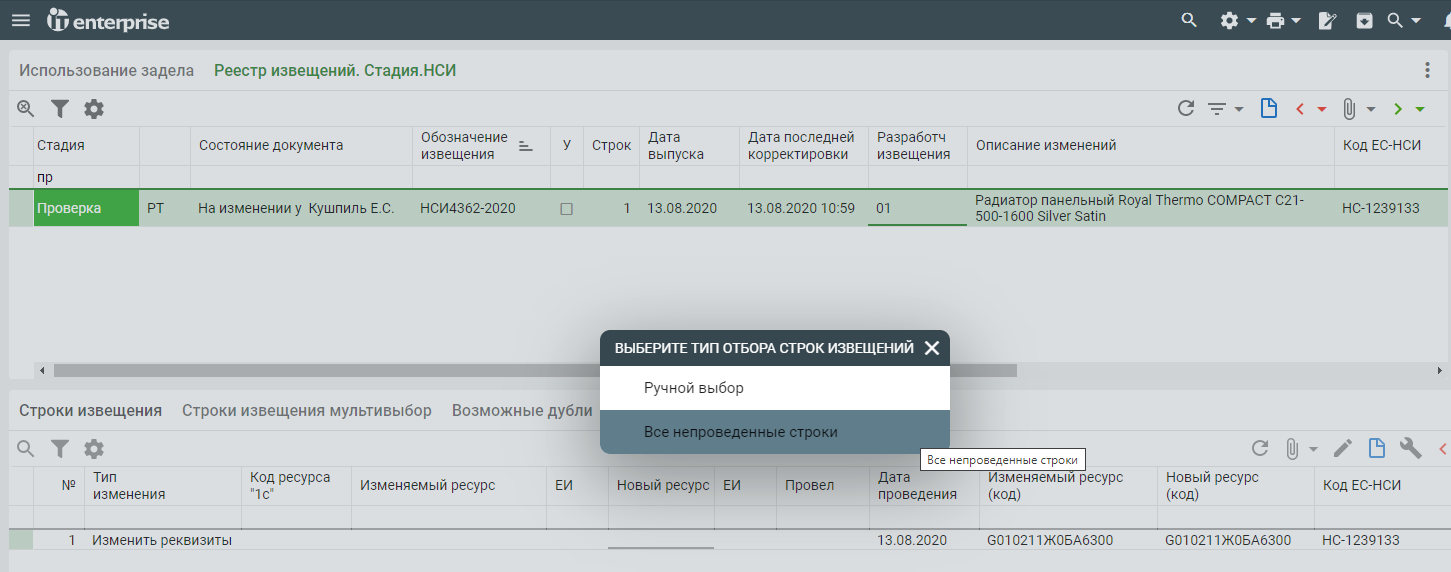 enterprise
Использование задела Реестр извещений. Стадия.НСИ
Стадия Состояние документа Обозначение извещения У Строк Дата выпуска Дата последней корректировки Разработч извещения Описание изменений Код ЕС-НСИ
пр
Проверка РТ На изменении у Кушпиль Е.С. НСИ4362-2020 1 13.08.2020 13.08.2020 10:59 01 Радиатор панельный Royal Thermo COMPACT C21-500-1600 Silver Satin НС-1239133
ВЫБЕРИТЕ ТИП ОТБОРА СТРОК ИЗВЕЩЕНИЙ
Ручной выбор
Все непроведенные строки
Все непроведенные строки
Строки извещения Строки извещения мультивыбор Возможные дубли
№ Тип изменения Код ресурса "1с" Изменяемый ресурс ЕИ Новый ресурс ЕИ Провел Дата проведения Изменяемый ресурс (код) Новый ресурс (код) Код ЕС-НСИ
1 Изменить реквизиты 13.08.2020 G010211Ж0БА6300 G010211Ж0БА6300 НС-1239133